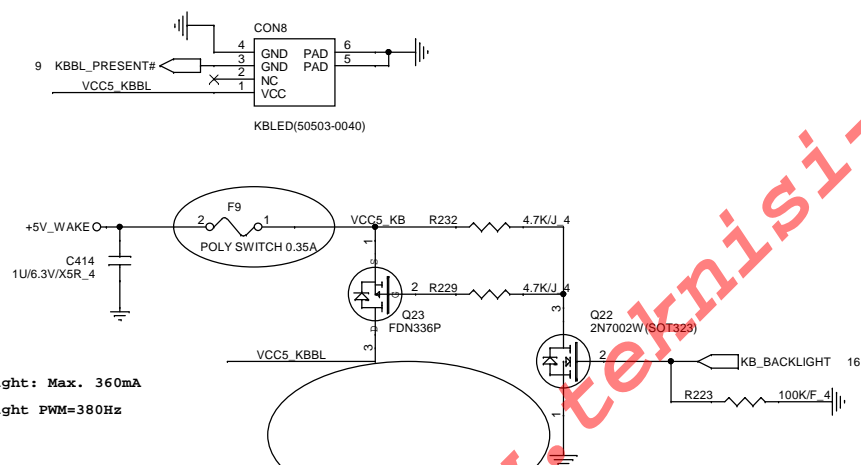 CON8
4 GND PAD 6
3 GND PAD 5
2 NC
1 VCC
9 KBBL_PRESENT#
VCC5_KBBL
KBLED(50503-0040)
F9
+5V_WAKE 2 1 VCC5_KB R232 4.7K/J_4
POLY SWITCH 0.35A
C414
1U/6.3V/X5R_4
1
S
G 2 R229 4.7K/J_4
Q23
FDN336P
D
3
VCC5_KBBL
3
Q22
2N7002W(SOT323)
2 KB_BACKLIGHT 16
R223 100K/F_4
1
ght: Max. 360mA
ght PWM=380Hz
.teknisi-